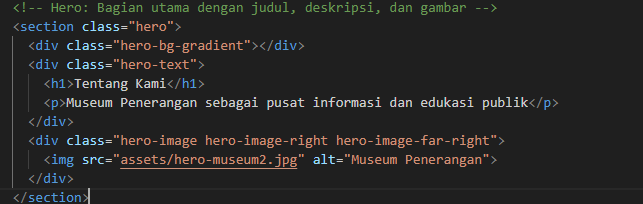 <!-- Hero: Bagian utama dengan judul, deskripsi, dan gambar -->
<section class="hero">
<div class="hero-bg-gradient"></div>
<div class="hero-text">
<h1>Tentang Kami</h1>
<p>Museum Penerangan sebagai pusat informasi dan edukasi publik</p>
</div>
<div class="hero-image hero-image-right hero-image-far-right">
<img src="assets/hero-museum2.jpg" alt="Museum Penerangan">
</div>
</section>